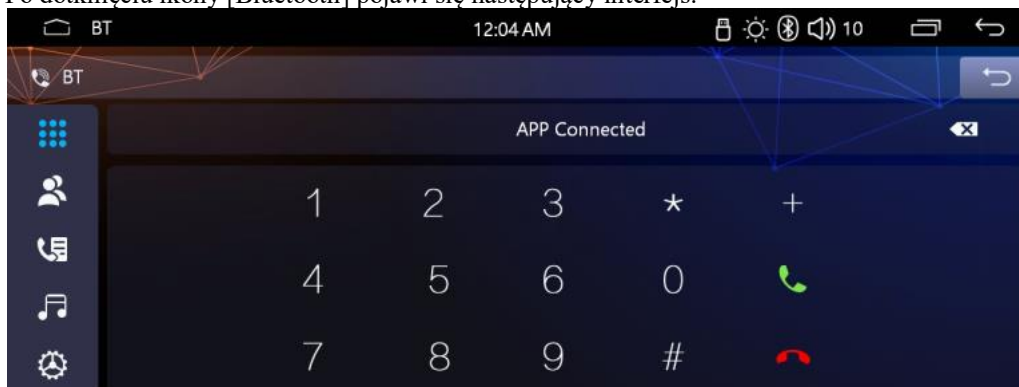 Po dotknięciu ikony [Bluetooth] pojawi się następujący interfejs:
BT 12:04 AM 10
BT
APP Connected
1 2 3 * +
4 5 6 0
7 8 9 #